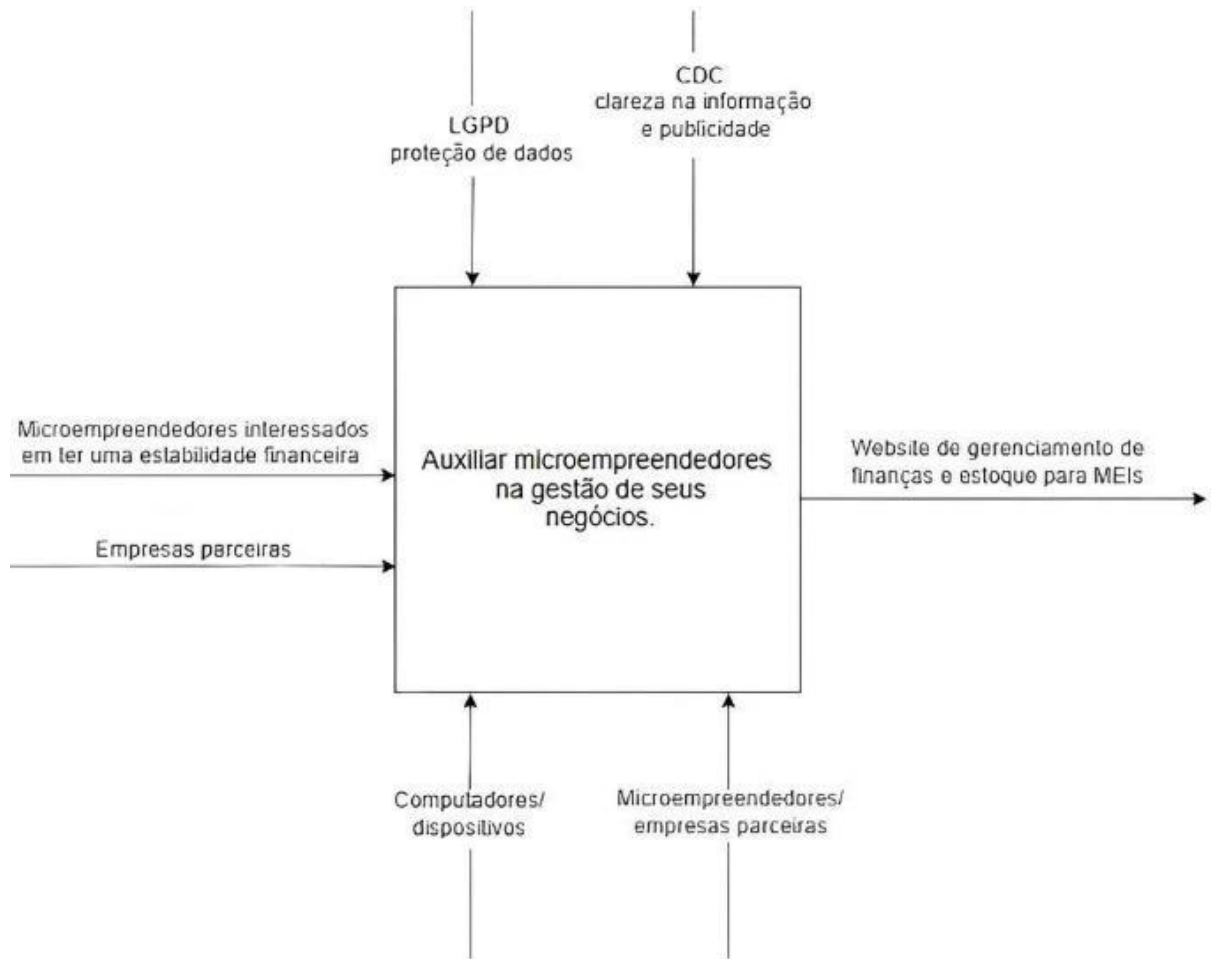 CDC
clareza na informação
e publicidade
LGPD
proteção de dados
Microempreendedores interessados
em ter uma estabilidade financeira
Empresas parceiras
Auxiliar microempreendedores
na gestão de seus
negócios.
Website de gerenciamento de
finanças e estoque para MEIs
Computadores/
dispositivos
Microempreendedores/
empresas parceiras